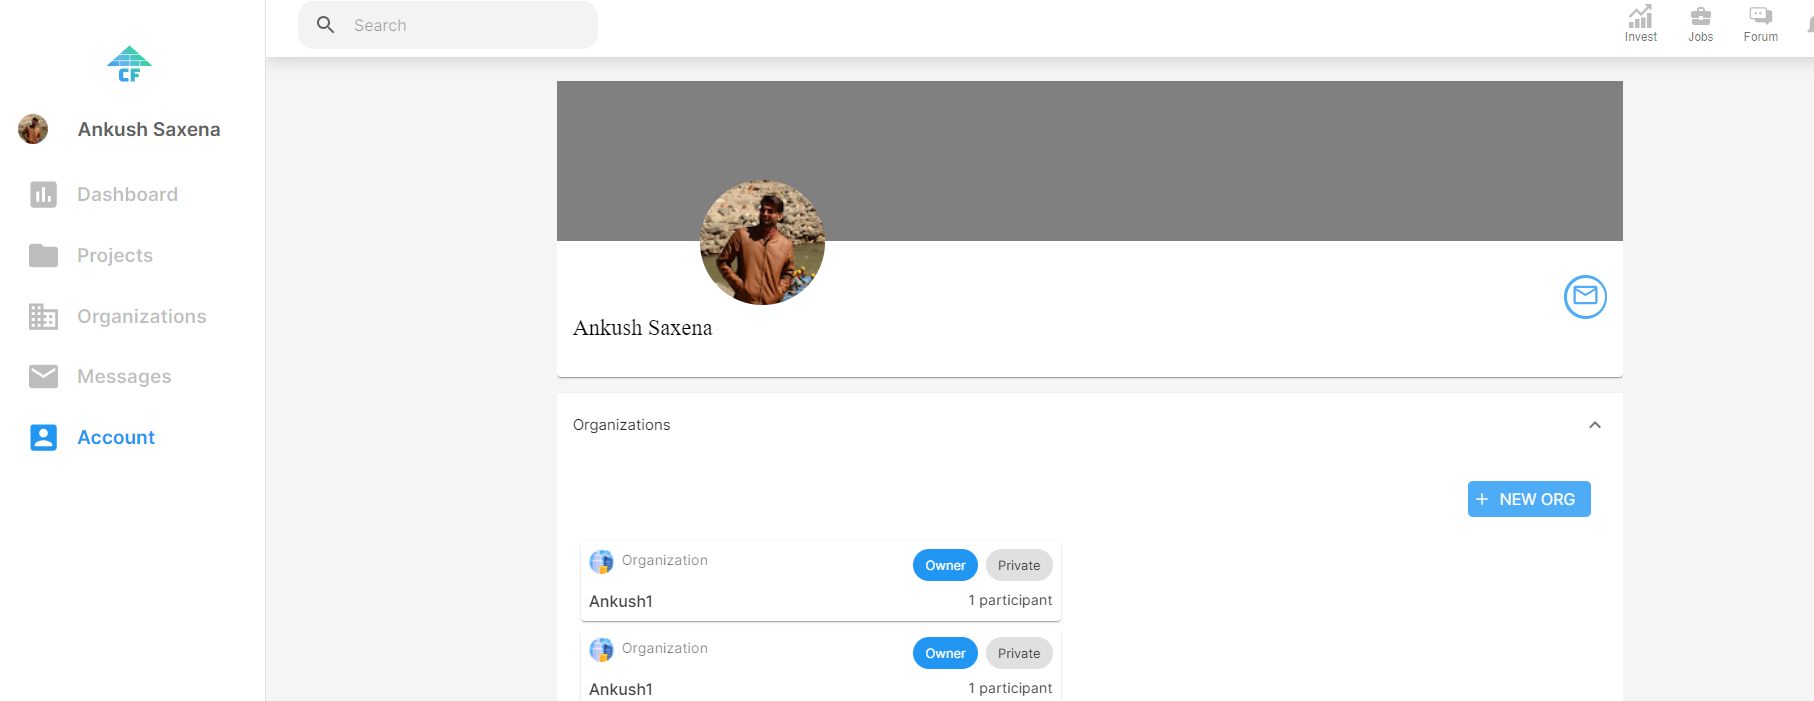 Search
Invest
Jobs
Forum
CF
Ankush Saxena
Dashboard
Projects
Organizations
Messages
Account
Ankush Saxena
Organizations
+ NEW ORG
Organization
Owner
Private
Ankush1
1 participant
Organization
Owner
Private
Ankush1
1 participant